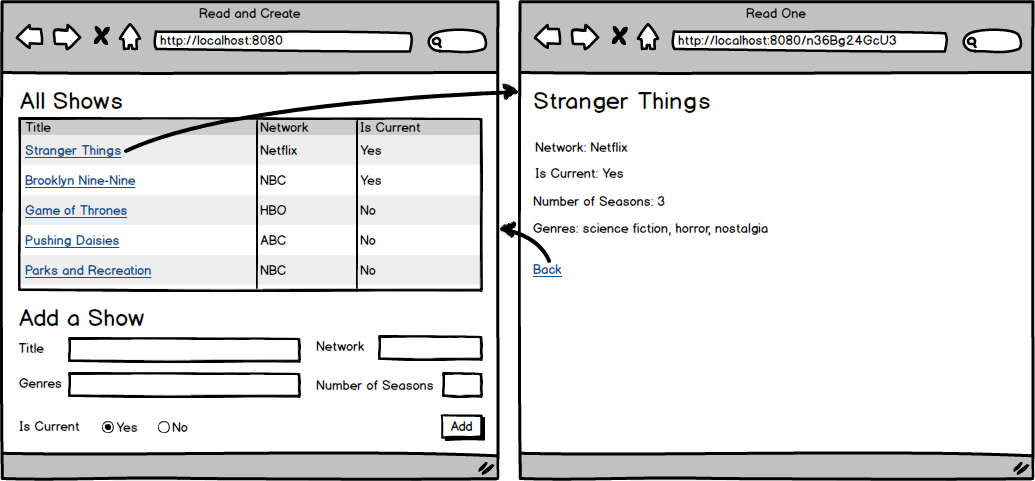 Read and Create
http://localhost:8080
All Shows
Title Network Is Current
Stranger Things Netflix Yes
Brooklyn Nine-Nine NBC Yes
Game of Thrones HBO No
Pushing Daisies ABC No
Parks and Recreation NBC No
Add a Show
Title Network
Genres Number of Seasons
Is Current Yes No Add
Read One
http://localhost:8080/n36Bg24GcU3
Stranger Things
Network: Netflix
Is Current: Yes
Number of Seasons: 3
Genres: science fiction, horror, nostalgia
Back